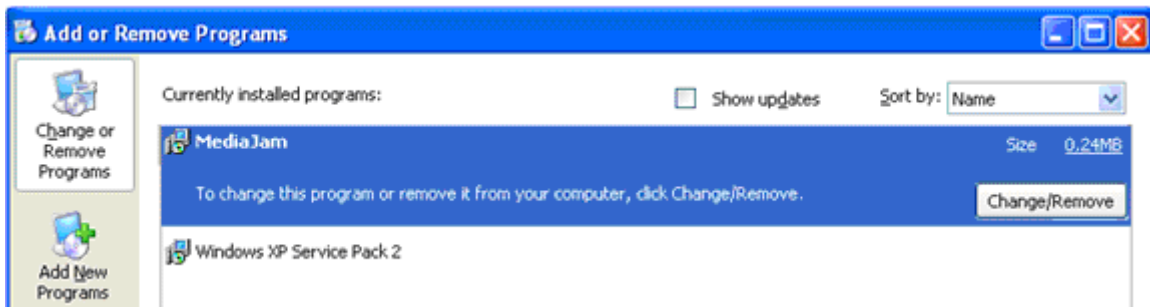 Add or Remove Programs
Change or
Remove
Programs
Currently installed programs:
Show updates
Sort by: Name
MediaJam
Size 0.24MB
To change this program or remove it from your computer, click Change/Remove.
Change/Remove
Windows XP Service Pack 2
Add New
Programs